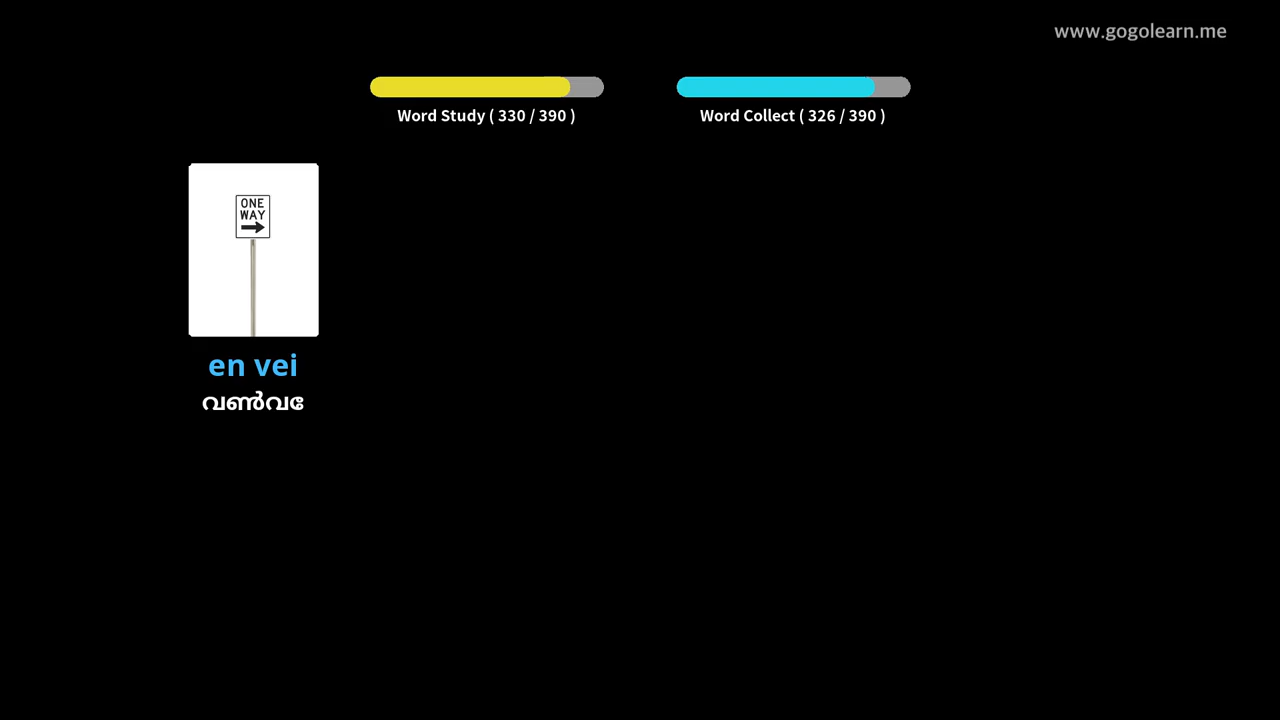 www.gogolearn.me
Word Study ( 330 / 390 )
Word Collect ( 326 / 390 )
ONE
WAY
en vei
വൺവേ